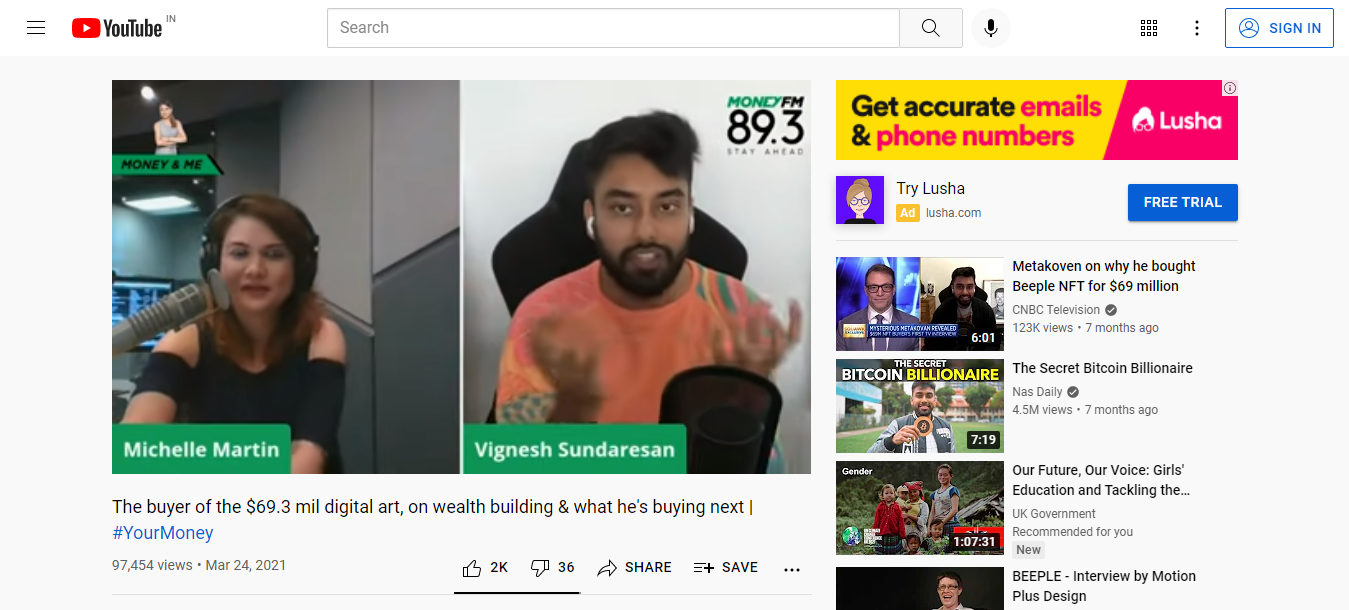 YouTube IN
Search
SIGN IN
MONEY & ME
MONEY FM
89.3
STAY AHEAD
Michelle Martin
Vignesh Sundaresan
The buyer of the $69.3 mil digital art, on wealth building & what he's buying next |
#YourMoney
97,454 views • Mar 24, 2021
2K
36
SHARE
SAVE
Get accurate emails
& phone numbers
Lusha
Try Lusha
Ad lusha.com
FREE TRIAL
MYSTERIOUS METAKOVAN REVEALED
$69M NFT BUYER'S FIRST TV INTERVIEW
6:01
Metakoven on why he bought
Beeple NFT for $69 million
CNBC Television
123K views • 7 months ago
THE SECRET
BITCOIN BILLIONAIRE
7:19
The Secret Bitcoin Billionaire
Nas Daily
4.5M views • 7 months ago
Gender
1:07:31
Our Future, Our Voice: Girls'
Education and Tackling the…
UK Government
Recommended for you
New
BEEPLE - Interview by Motion
Plus Design